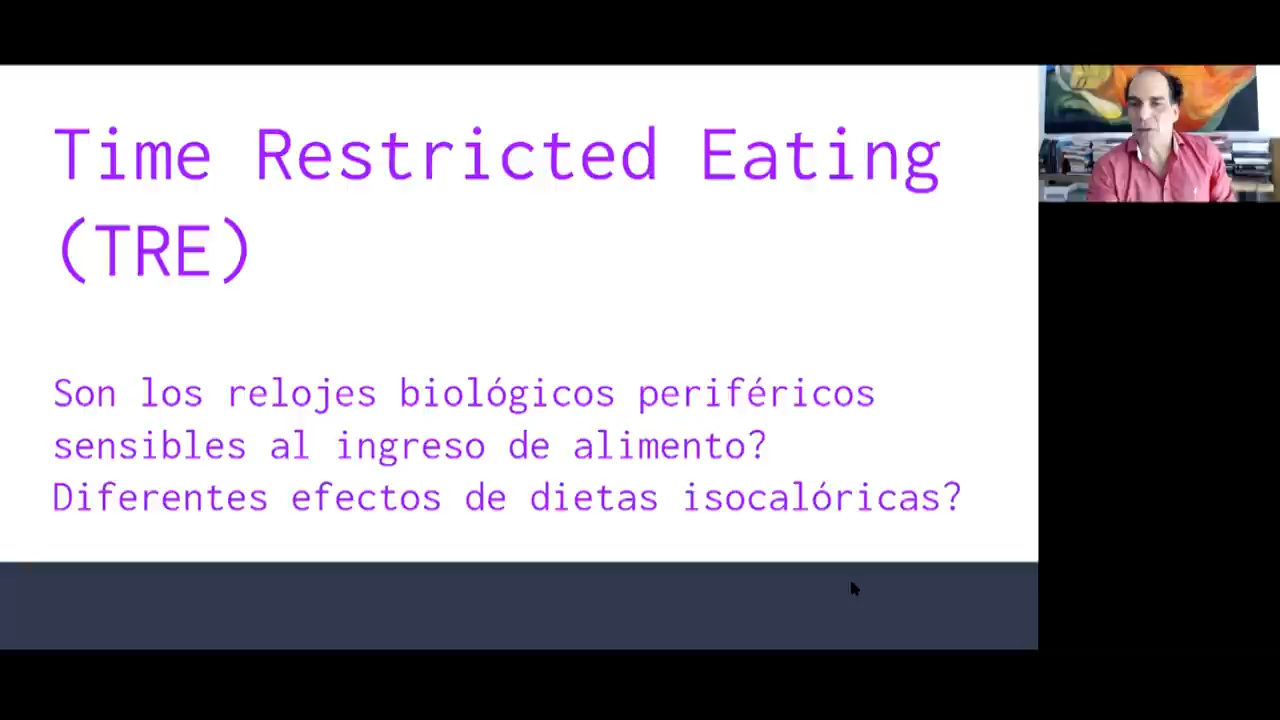 Time Restricted Eating
(TRE)
Son los relojes biológicos periféricos
sensibles al ingreso de alimento?
Diferentes efectos de dietas isocalóricas?